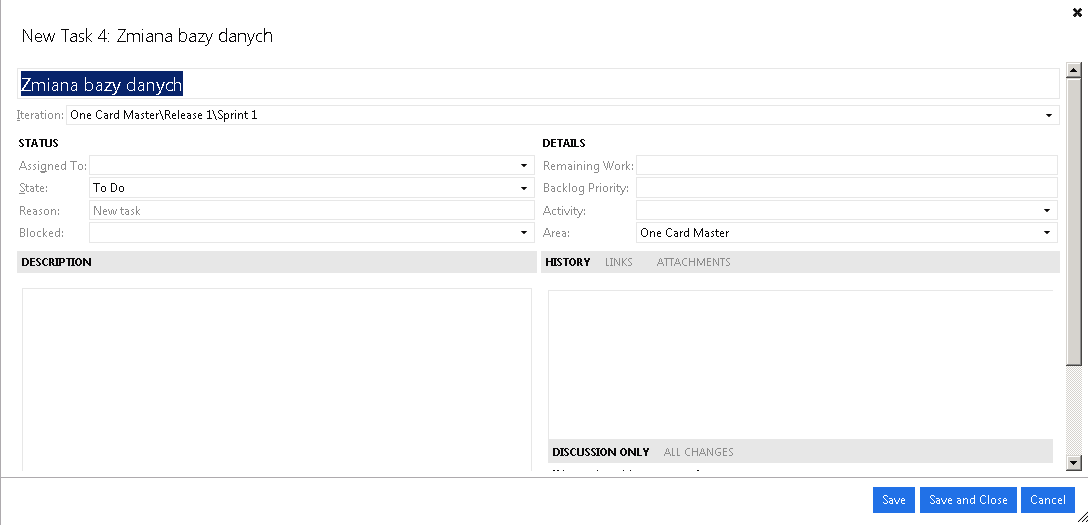 New Task 4: Zmiana bazy danych
Zmiana bazy danych
Iteration: One Card Master\Release 1\Sprint 1
STATUS
Assigned To:
State: To Do
Reason: New task
Blocked:
DETAILS
Remaining Work:
Backlog Priority:
Activity:
Area: One Card Master
DESCRIPTION
HISTORY LINKS ATTACHMENTS
DISCUSSION ONLY ALL CHANGES
Save Save and Close Cancel